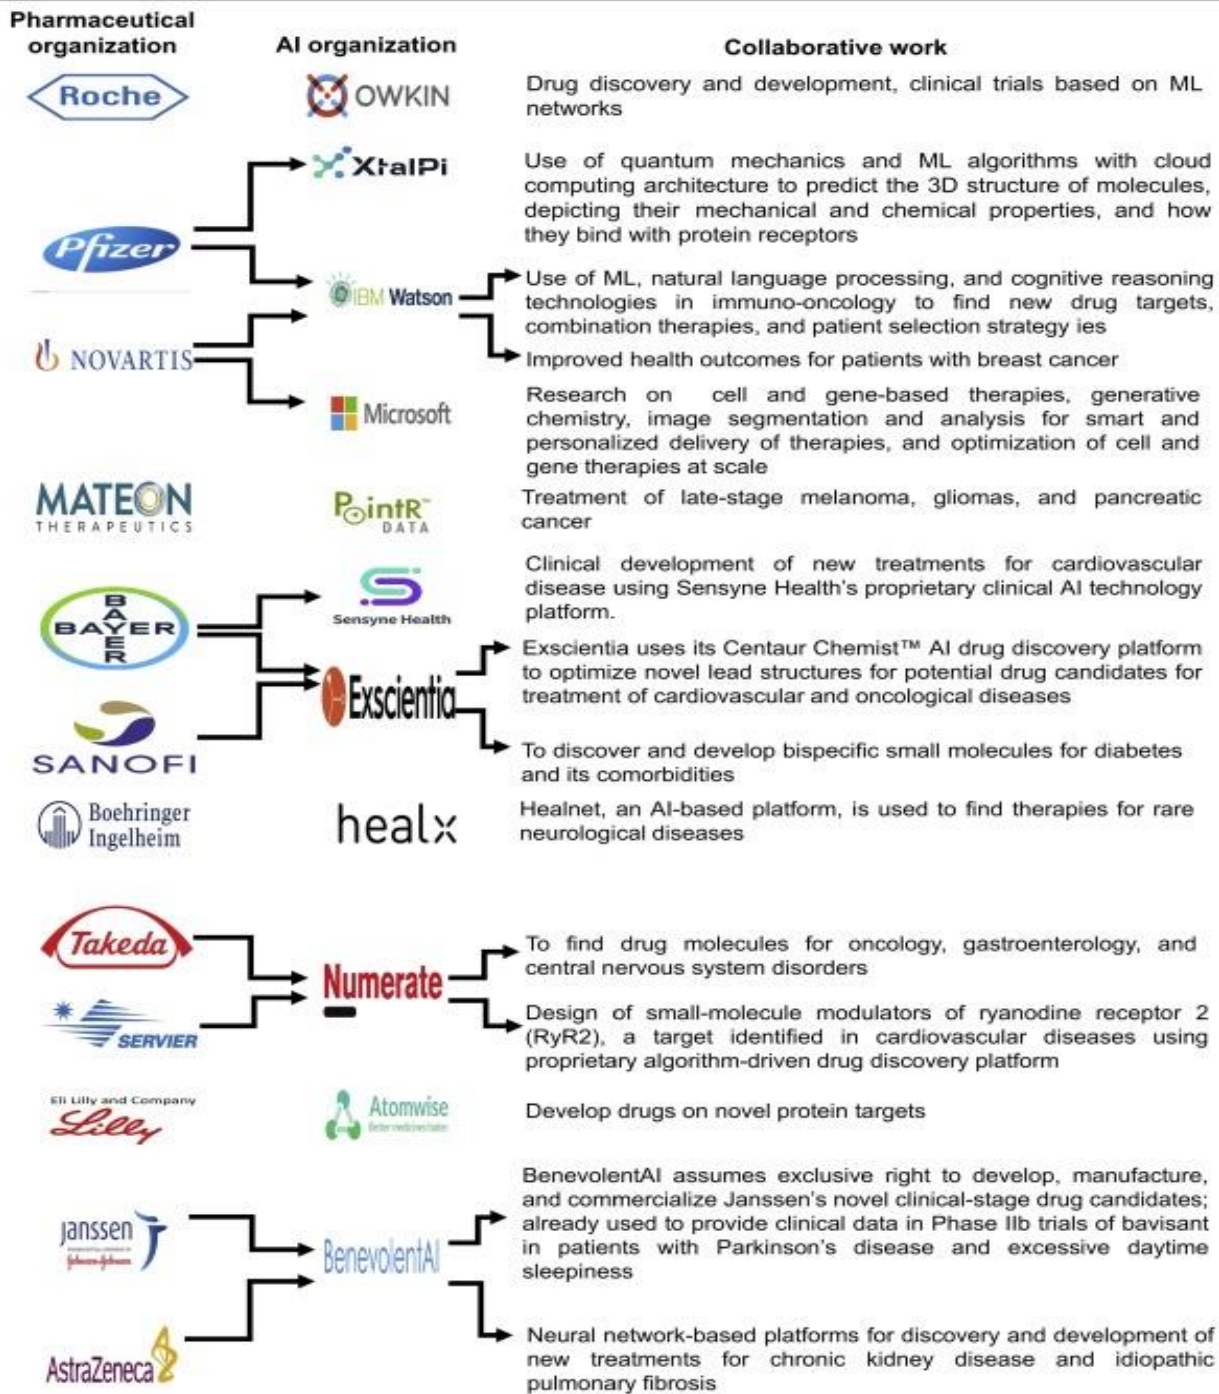 Pharmaceutical
organization
AI organization
Collaborative work
Roche
OWKIN
Drug discovery and development, clinical trials based on ML
networks
XtalPi
Use of quantum mechanics and ML algorithms with cloud
computing architecture to predict the 3D structure of molecules,
depicting their mechanical and chemical properties, and how
they bind with protein receptors
Pfizer
IBM Watson
Use of ML, natural language processing, and cognitive reasoning
technologies in immuno-oncology to find new drug targets,
combination therapies, and patient selection strategy ies
NOVARTIS
Improved health outcomes for patients with breast cancer
Microsoft
Research on cell and gene-based therapies, generative
chemistry, image segmentation and analysis for smart and
personalized delivery of therapies, and optimization of cell and
gene therapies at scale
MATEON
THERAPEUTICS
PointR™
DATA
Treatment of late-stage melanoma, gliomas, and pancreatic
cancer
BAYER
BAYER
Sensyne Health
Clinical development of new treatments for cardiovascular
disease using Sensyne Health's proprietary clinical AI technology
platform.
Exscientia
Exscientia uses its Centaur Chemist™ AI drug discovery platform
to optimize novel lead structures for potential drug candidates for
treatment of cardiovascular and oncological diseases
SANOFI
To discover and develop bispecific small molecules for diabetes
and its comorbidities
Boehringer
Ingelheim
healx
Healnet, an AI-based platform, is used to find therapies for rare
neurological diseases
Takeda
Numerate
To find drug molecules for oncology, gastroenterology, and
central nervous system disorders
SERVIER
Design of small-molecule modulators of ryanodine receptor 2
(RyR2), a target identified in cardiovascular diseases using
proprietary algorithm-driven drug discovery platform
Eli Lilly and Company
Lilly
Atomwise
Better medicines faster
Develop drugs on novel protein targets
janssen
Johnson-Johnson
BenevolentAI
BenevolentAI assumes exclusive right to develop, manufacture,
and commercialize Janssen's novel clinical-stage drug candidates;
already used to provide clinical data in Phase IIb trials of bavisant
in patients with Parkinson's disease and excessive daytime
sleepiness
AstraZeneca
Neural network-based platforms for discovery and development of
new treatments for chronic kidney disease and idiopathic
pulmonary fibrosis